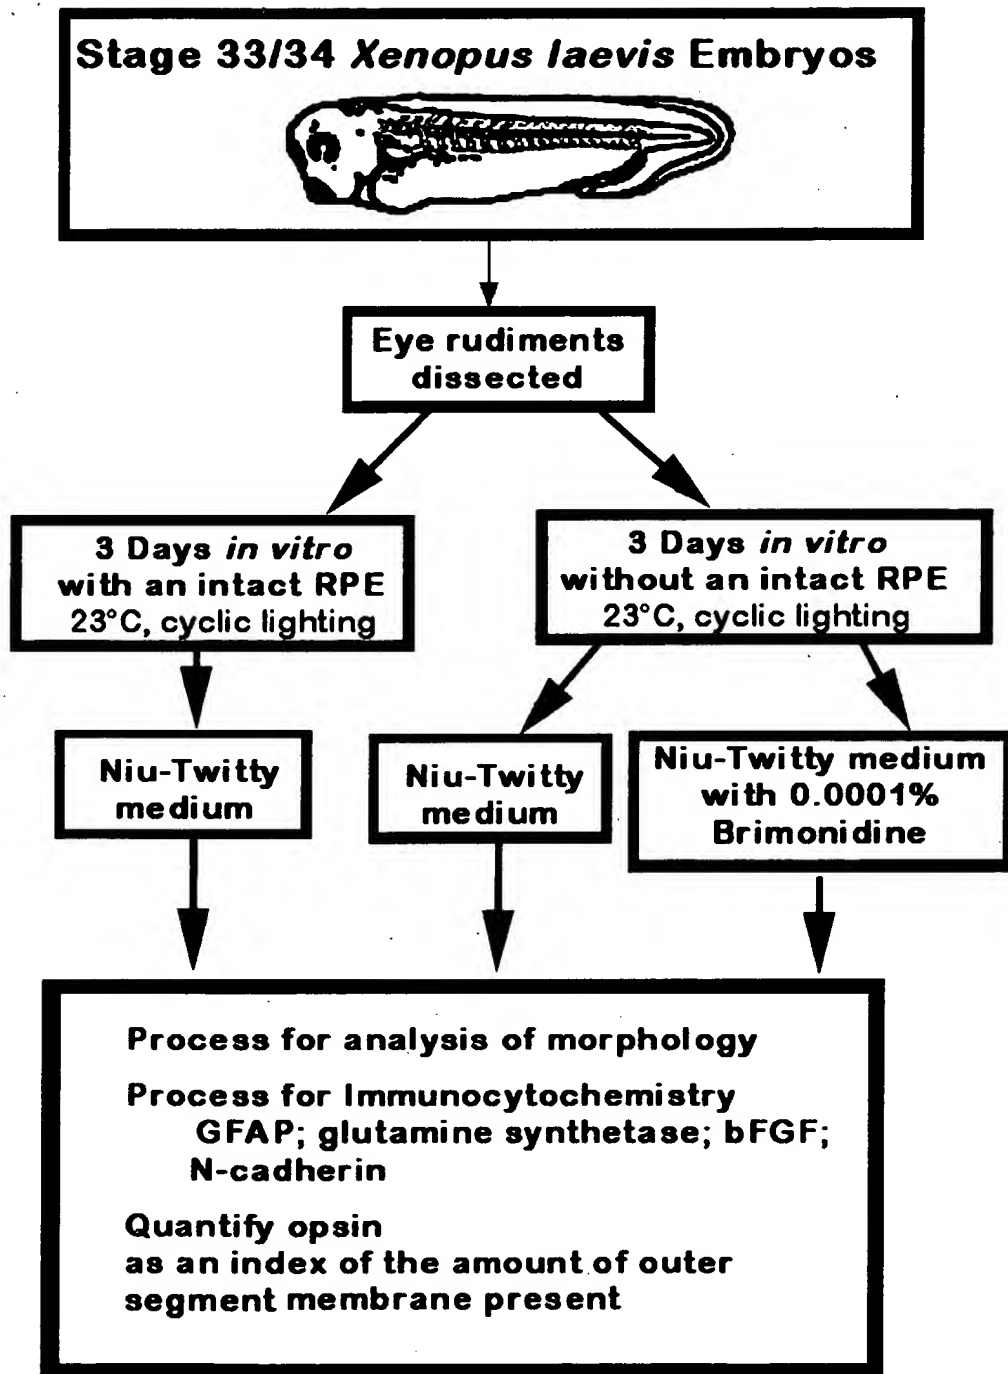 Stage 33/34 Xenopus laevis Embryos
Eye rudiments
dissected
3 Days in vitro
with an intact RPE
23°C, cyclic lighting
3 Days in vitro
without an intact RPE
23°C, cyclic lighting
Niu-Twitty
medium
Niu-Twitty
medium
Niu-Twitty medium
with 0.0001%
Brimonidine
Process for analysis of morphology
Process for Immunocytochemistry
GFAP; glutamine synthetase; bFGF;
N-cadherin
Quantify opsin
as an index of the amount of outer
segment membrane present